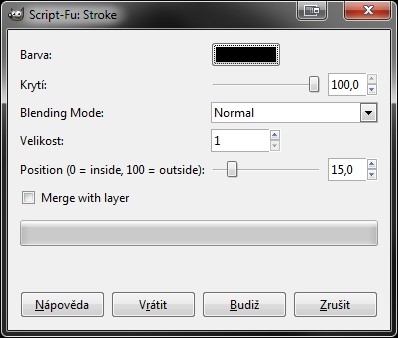 Script-Fu: Stroke
Barva:
Krytí: 100,0
Blending Mode: Normal
Velikost: 1
Position (0 = inside, 100 = outside): 15,0
Merge with layer
Nápověda Vrátit Budiž Zrušit